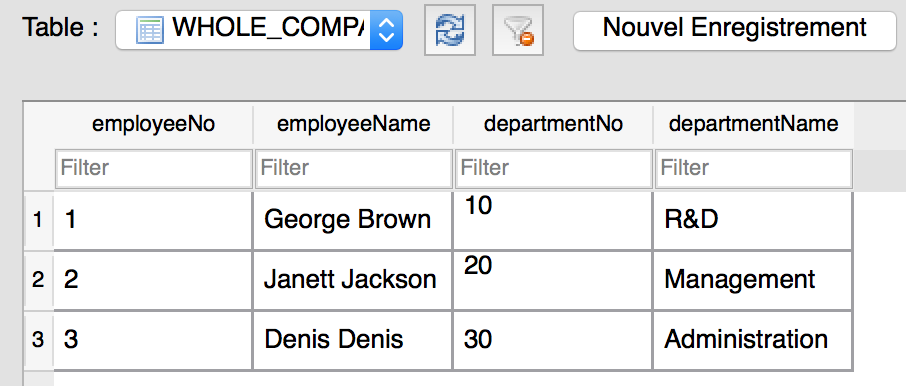 Table : WHOLE_COMPA Nouvel Enregistrement
employeeNo employeeName departmentNo departmentName
Filter Filter Filter Filter
1 1 George Brown 10 R&D
2 2 Janett Jackson 20 Management
3 3 Denis Denis 30 Administration